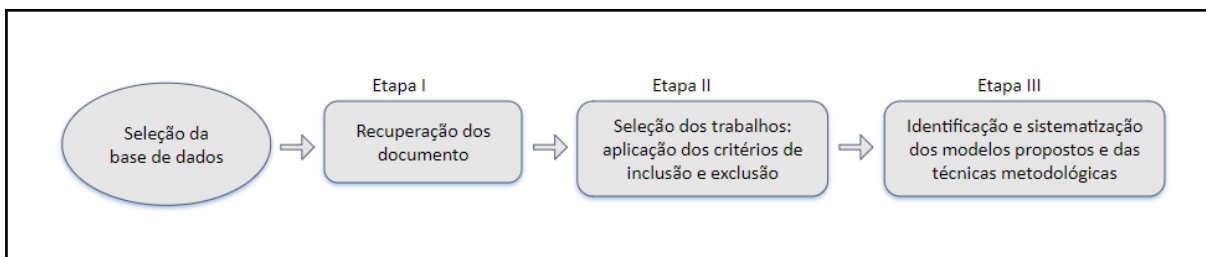 Seleção da
base de dados
Etapa I
Recuperação dos
documento
Etapa II
Seleção dos trabalhos:
aplicação dos critérios de
inclusão e exclusão
Etapa III
Identificação e sistematização
dos modelos propostos e das
técnicas metodológicas